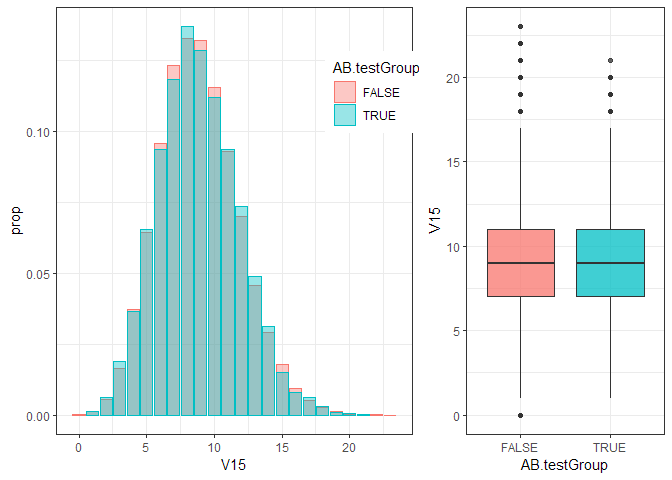 AB.testGroup
FALSE
TRUE
prop
0.10
0.05
0.00
0 5 10 15 20
V15
V15
20
15
10
5
0
FALSE TRUE
AB.testGroup